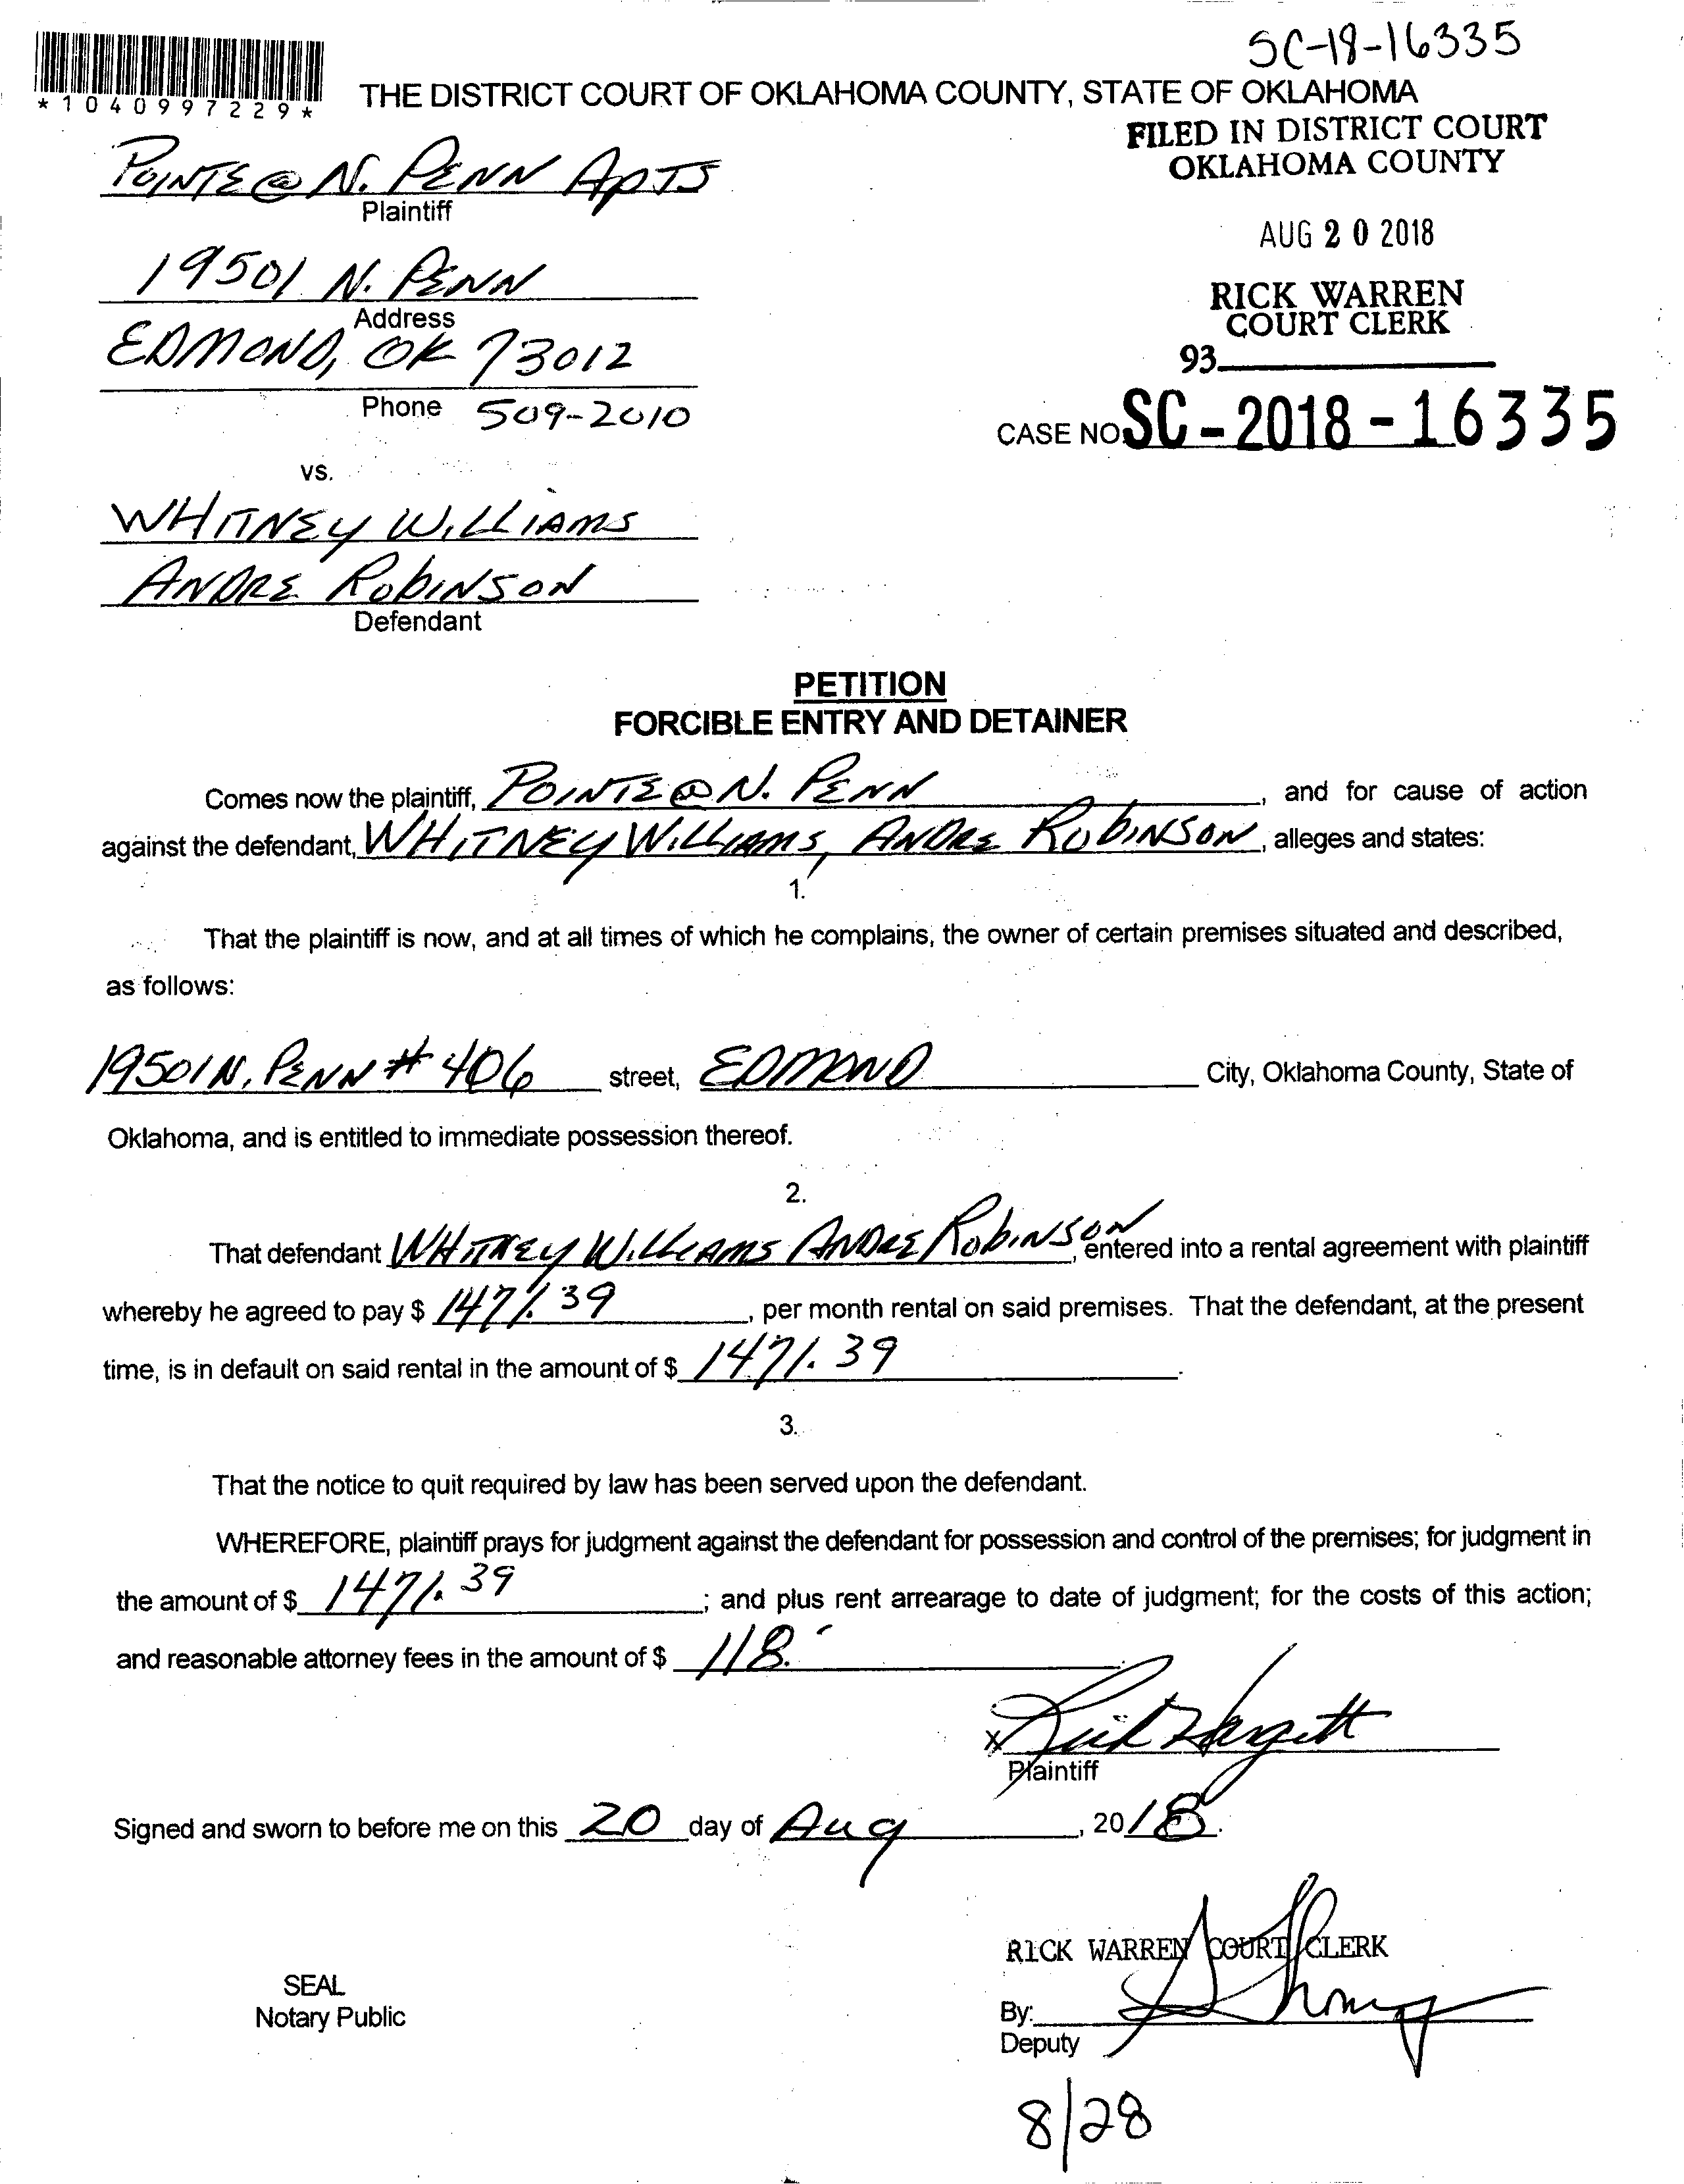 SC-18-16335
*1040997229*
THE DISTRICT COURT OF OKLAHOMA COUNTY, STATE OF OKLAHOMA
FILED IN DISTRICT COURT
OKLAHOMA COUNTY
POINTE @ N. PENN APTS
Plaintiff
AUG 20 2018
19501 N. PENN
Address
RICK WARREN
COURT CLERK
EDMOND, OK 73012
93
Phone 509-2010
CASE NO. SC-2018-16335
vs.
WHITNEY WILLIAMS
ANDRE ROBINSON
Defendant
PETITION
FORCIBLE ENTRY AND DETAINER
Comes now the plaintiff, POINTE @ N. PENN, and for cause of action
against the defendant, WHITNEY WILLIAMS, ANDRE ROBINSON, alleges and states:
1.
That the plaintiff is now, and at all times of which he complains, the owner of certain premises situated and described,
as follows:
19501 N. PENN # 406 street, EDMOND City, Oklahoma County, State of
Oklahoma, and is entitled to immediate possession thereof.
2.
That defendant WHITNEY WILLIAMS ANDRE ROBINSON, entered into a rental agreement with plaintiff
whereby he agreed to pay $ 1471.39, per month rental on said premises. That the defendant, at the present
time, is in default on said rental in the amount of $ 1471.39.
3.
That the notice to quit required by law has been served upon the defendant.
WHEREFORE, plaintiff prays for judgment against the defendant for possession and control of the premises; for judgment in
the amount of $ 1471.39; and plus rent arrearage to date of judgment; for the costs of this action;
and reasonable attorney fees in the amount of $ 118.
x
Plaintiff
Signed and sworn to before me on this 20 day of Aug, 2018.
RICK WARREN COURT CLERK
SEAL
Notary Public
By:
Deputy
8/28